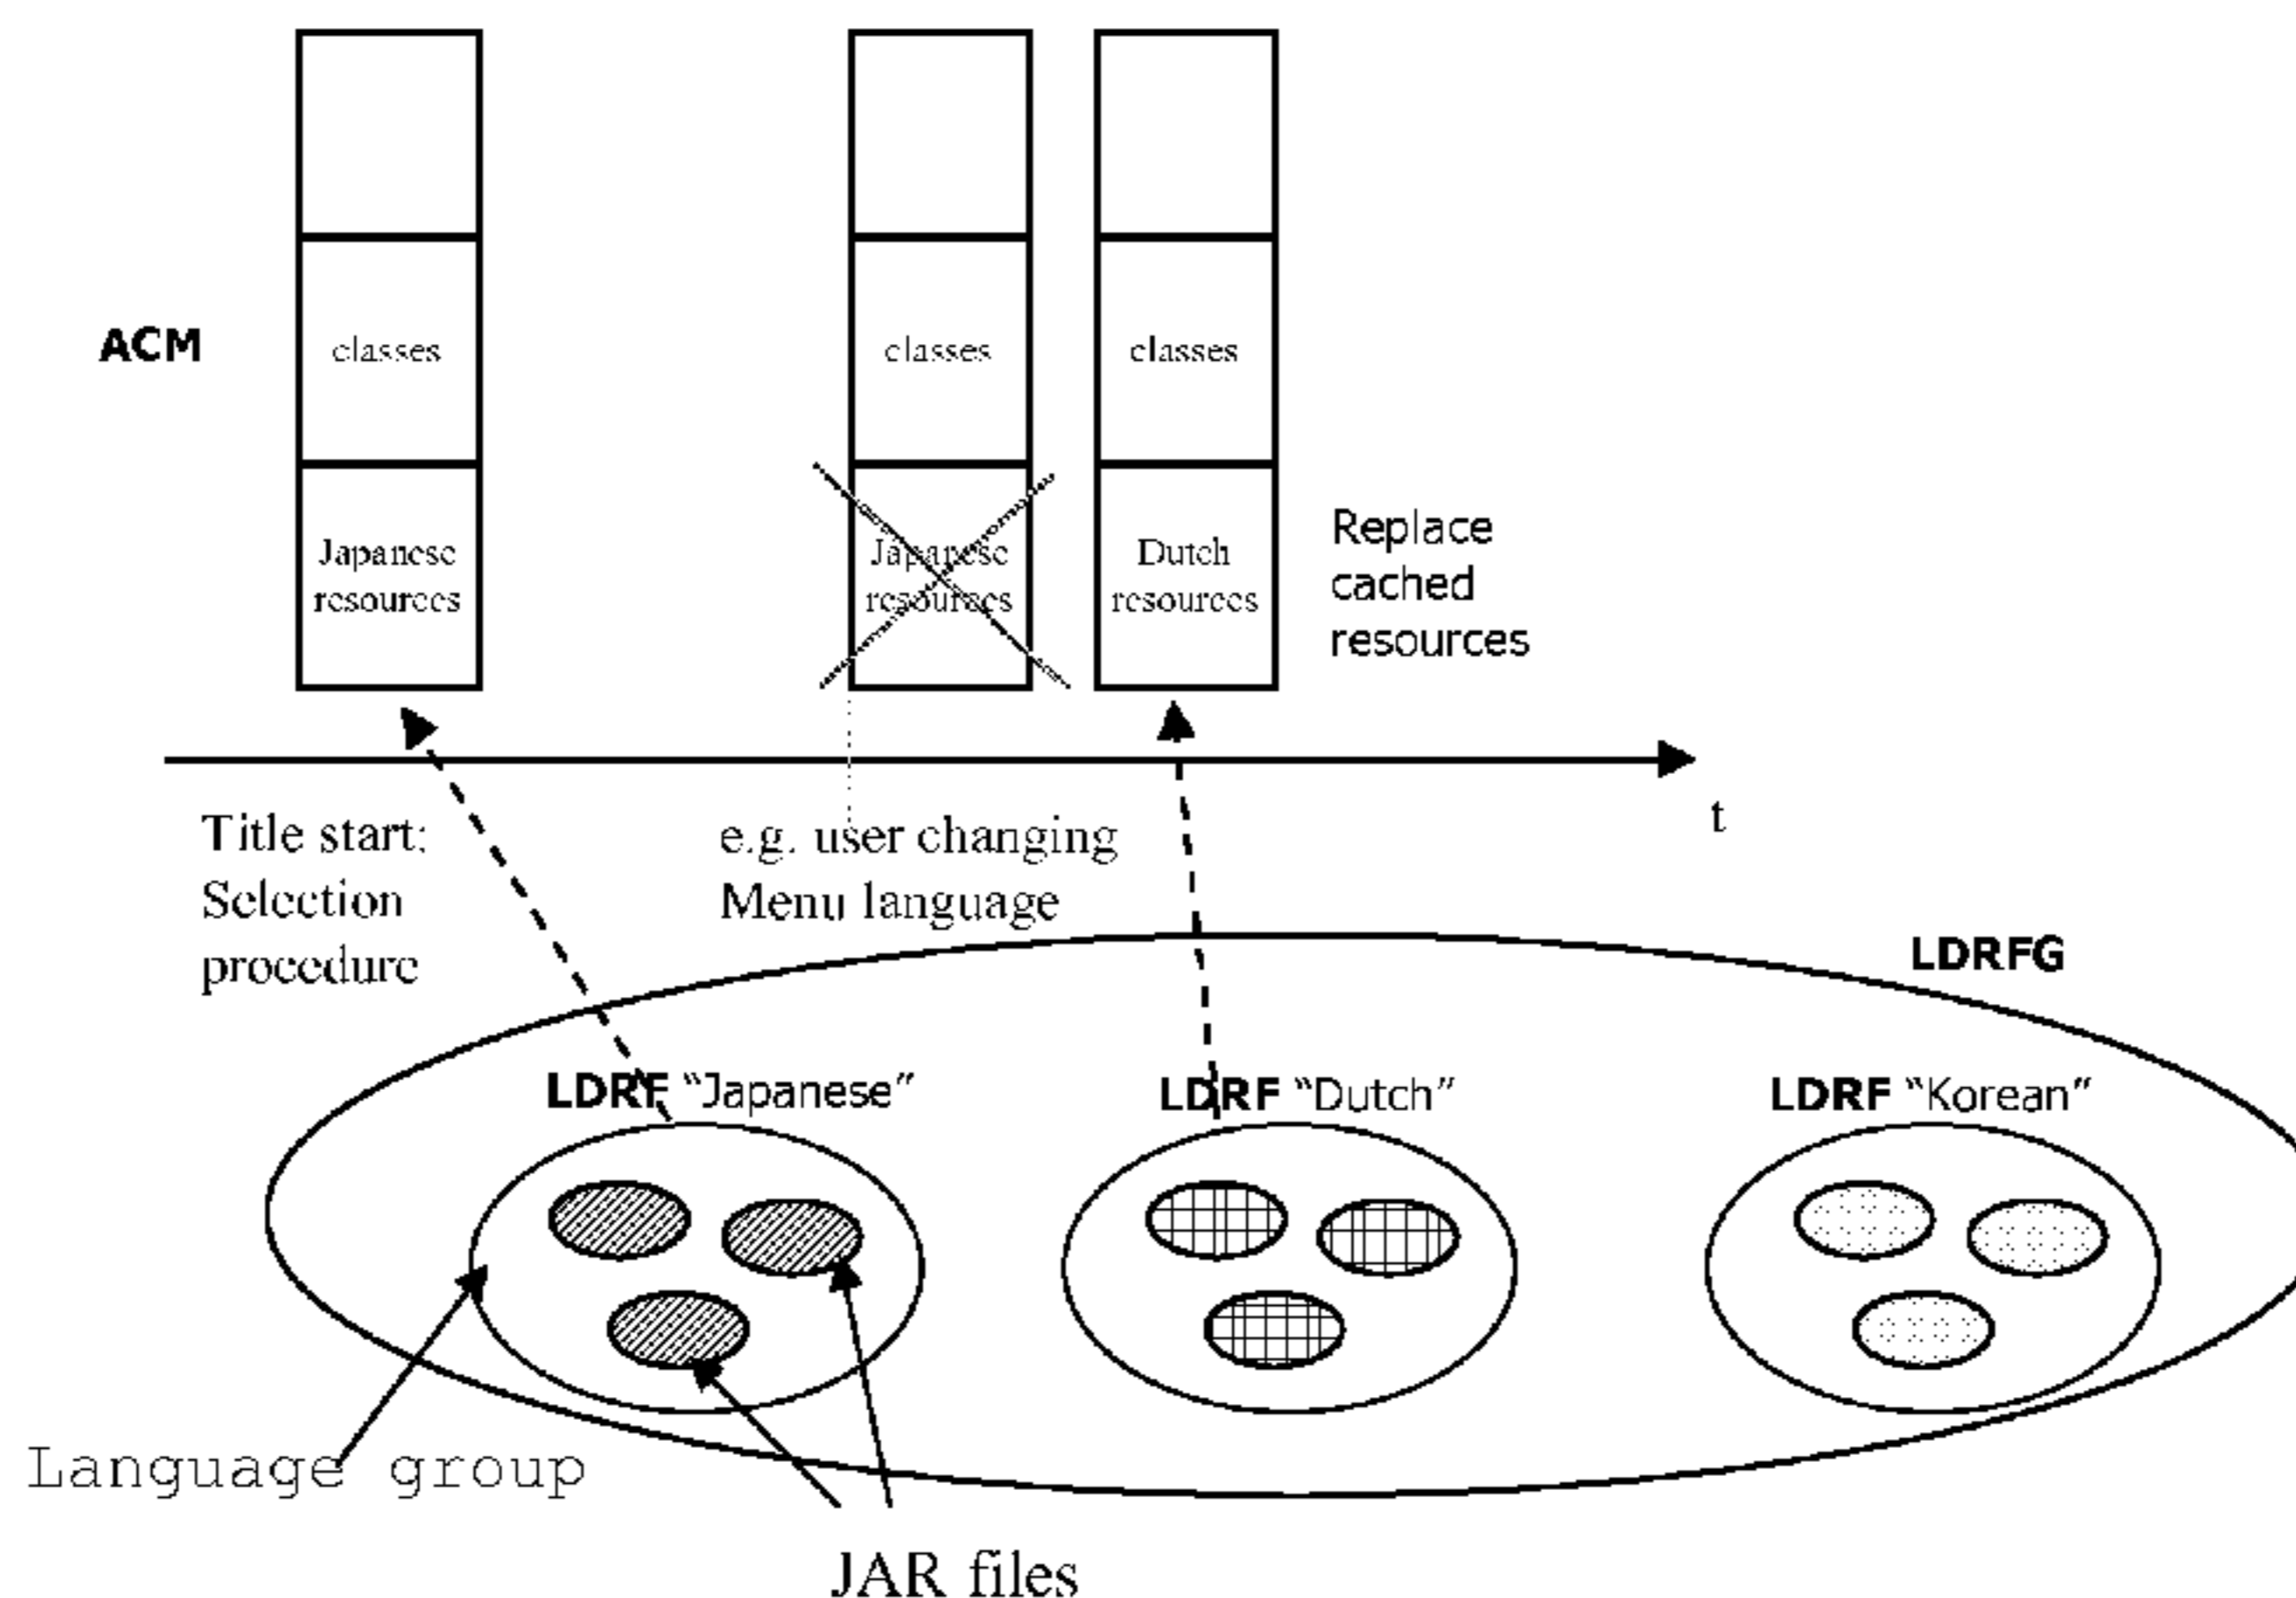 ACM
classes
classes
classes
Japanese
resources
Japanese
resources
Dutch
resources
Replace
cached
resources
t
Title start:
Selection
procedure
e.g. user changing
Menu language
LDRFG
LDRF “Japanese”
LDRF “Dutch”
LDRF “Korean”
Language group
JAR files